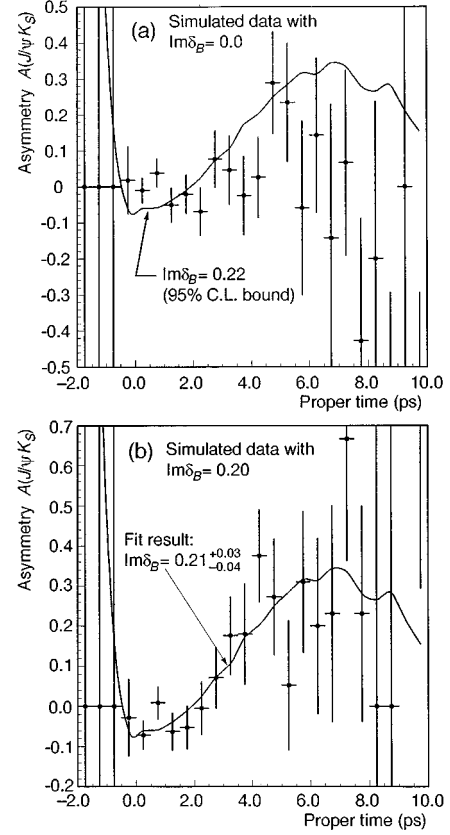 (a) Simulated data with
Imδ_B= 0.0
Asymmetry A(J/ψ K_S)
0.5
0.4
0.3
0.2
0.1
0
-0.1
-0.2
-0.3
-0.4
-0.5
Imδ_B= 0.22
(95% C.L. bound)
−2.0 0.0 2.0 4.0 6.0 8.0 10.0
Proper time (ps)
(b) Simulated data with
Imδ_B= 0.20
Asymmetry A(J/ψ K_S)
0.7
0.6
0.5
0.4
0.3
0.2
0.1
0.0
-0.1
-0.2
Fit result:
Imδ_B= 0.21 +0.03 −0.04
−2.0 0.0 2.0 4.0 6.0 8.0 10.0
Proper time (ps)